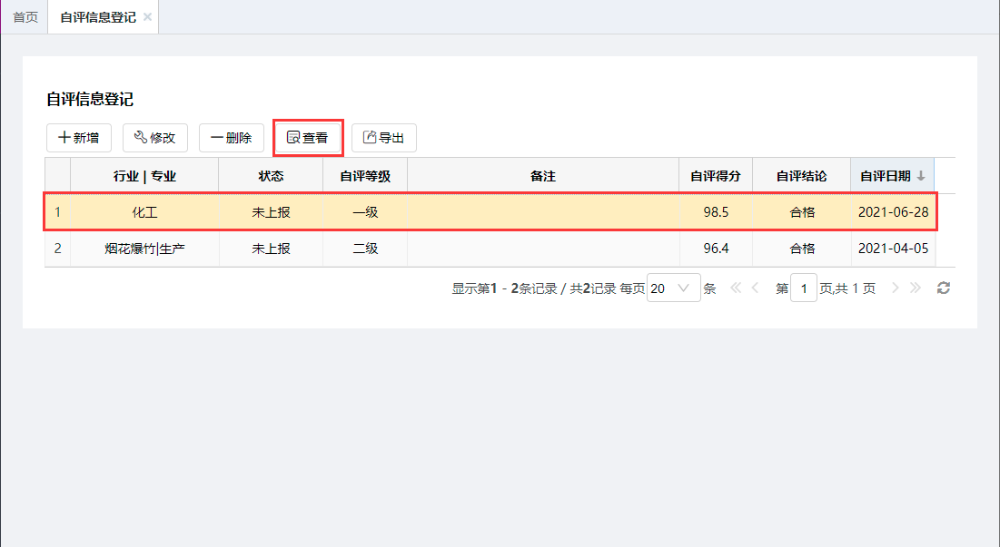 首页 自评信息登记
自评信息登记
新增 修改 删除 查看 导出
行业 | 专业 状态 自评等级 备注 自评得分 自评结论 自评日期
1 化工 未上报 一级 98.5 合格 2021-06-28
2 烟花爆竹|生产 未上报 二级 96.4 合格 2021-04-05
显示第1 - 2条记录 / 共2记录 每页 20 条 第 1 页,共 1 页